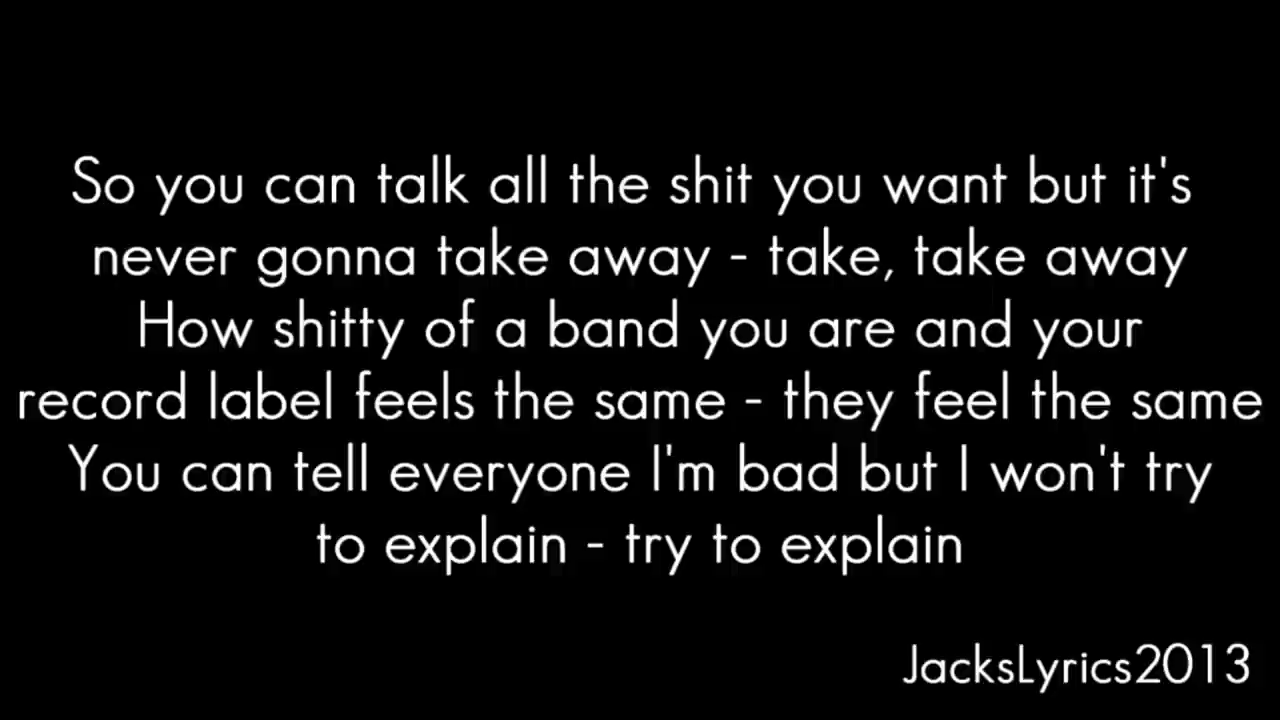 So you can talk all the shit you want but it's
never gonna take away - take, take away
How shitty of a band you are and your
record label feels the same - they feel the same
You can tell everyone I'm bad but I won't try
to explain - try to explain
JacksLyrics2013